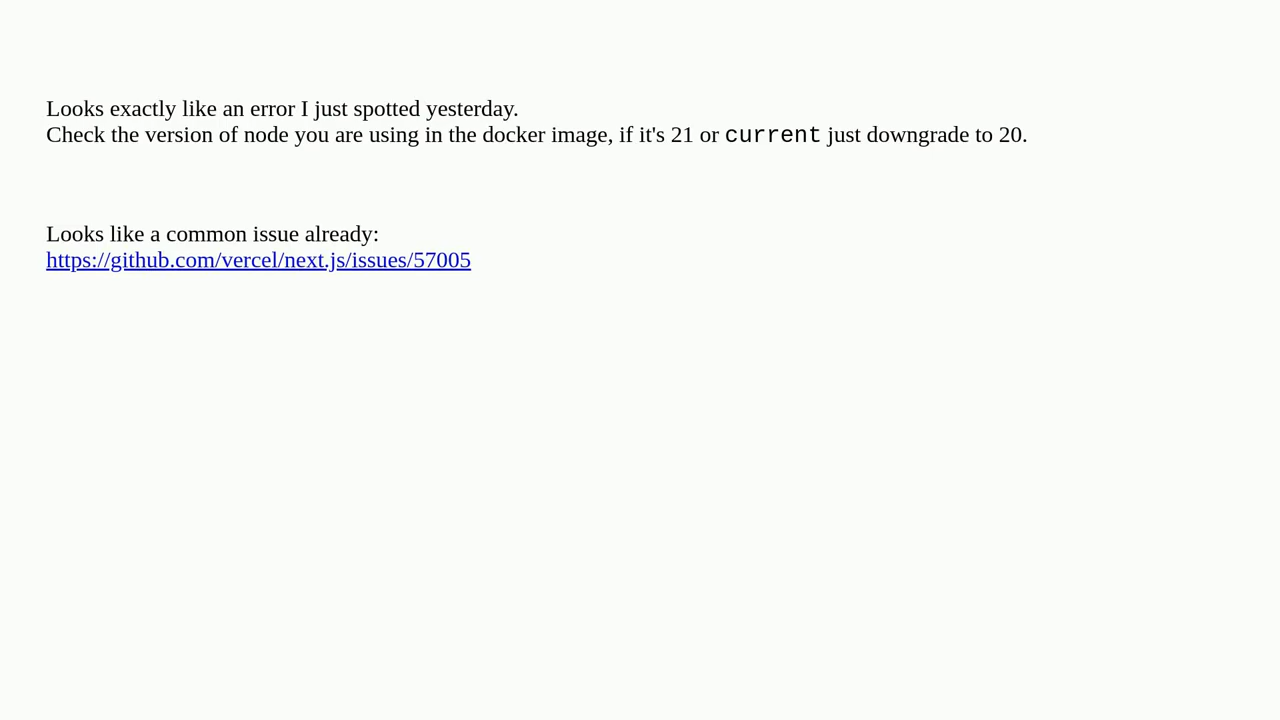 Looks exactly like an error I just spotted yesterday.
Check the version of node you are using in the docker image, if it's 21 or current just downgrade to 20.
Looks like a common issue already:
https://github.com/vercel/next.js/issues/57005